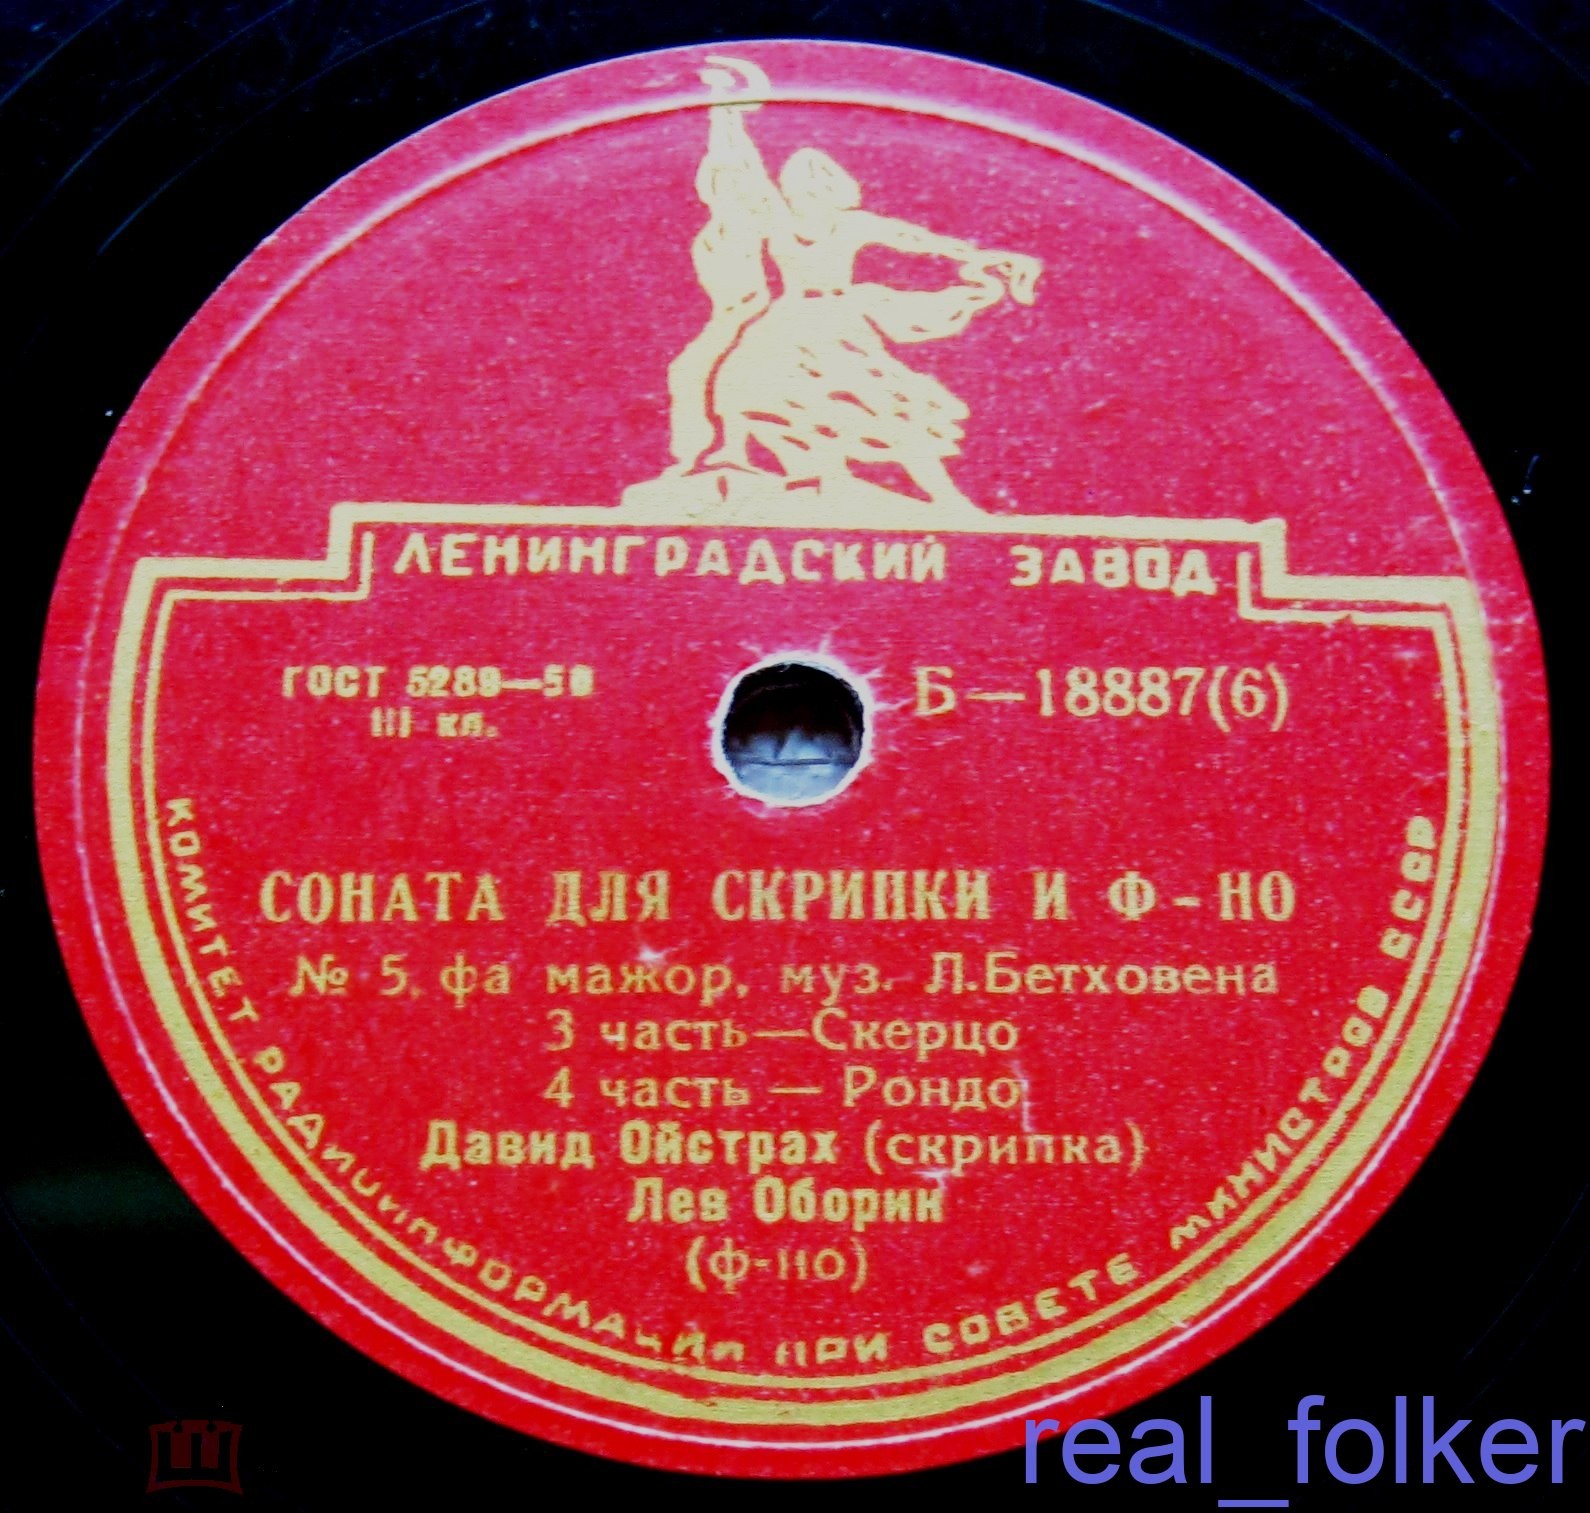 ЛЕНИНГРАДСКИЙ ЗАВОД
ГОСТ 5289—50
III кл.
Б—18887(6)
СОНАТА ДЛЯ СКРИПКИ И Ф-НО
№ 5, фа мажор, муз. Л.Бетховена
3 часть—Скерцо
4 часть — Рондо
Давид Ойстрах (скрипка)
Лев Оборин
(ф-но)
КОМИТЕТ РАДИОИНФОРМАЦИИ ПРИ СОВЕТЕ МИНИСТРОВ СССР
real_folker